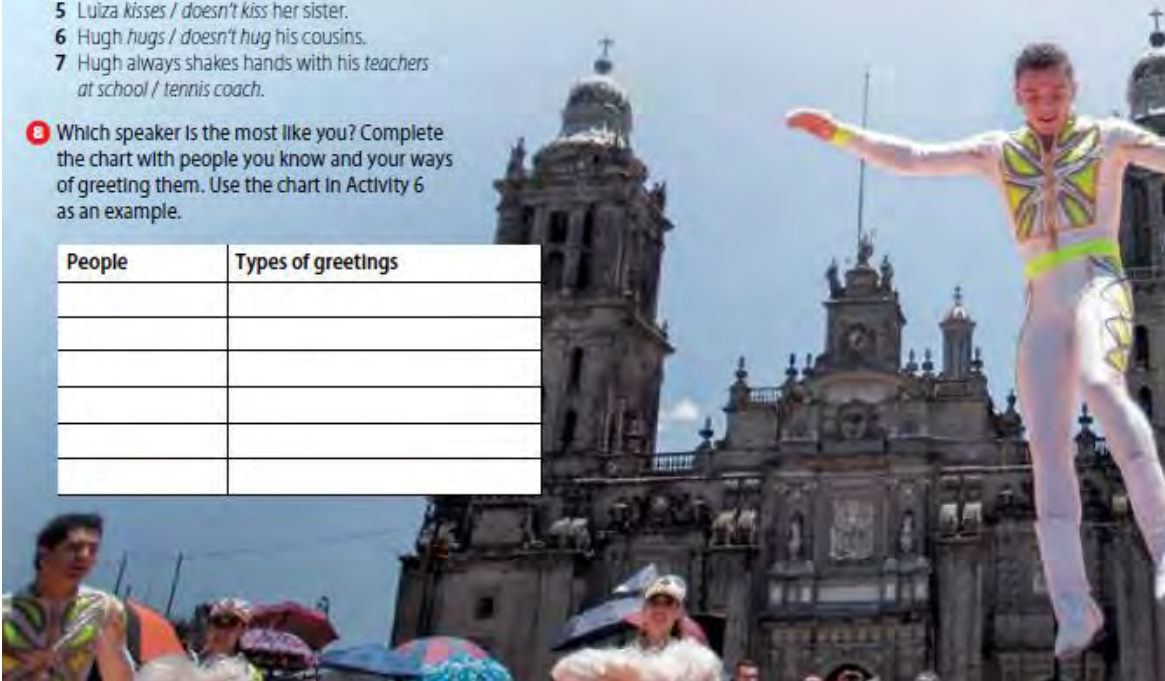 5 Luiza kisses / doesn't kiss her sister.
6 Hugh hugs / doesn't hug his cousins.
7 Hugh always shakes hands with his teachers
at school / tennis coach.
8 Which speaker is the most like you? Complete
the chart with people you know and your ways
of greeting them. Use the chart in Activity 6
as an example.
People Types of greetings